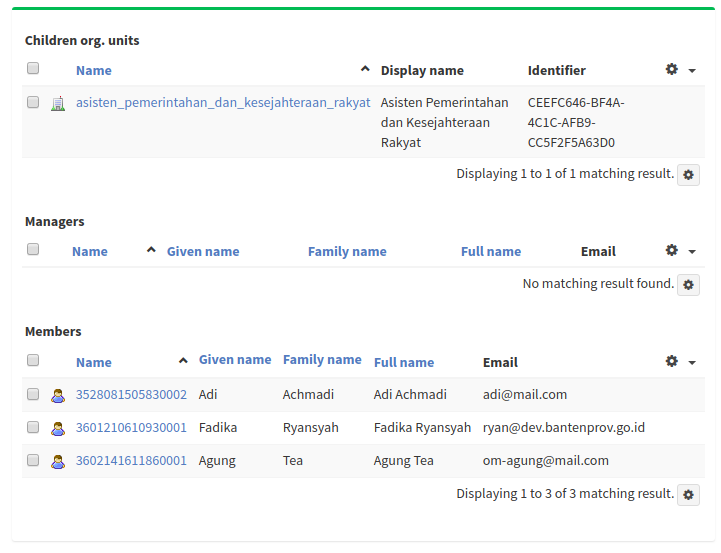 Children org. units
Name Display name Identifier
asisten_pemerintahan_dan_kesejahteraan_rakyat Asisten Pemerintahan CEEFC646-BF4A-
dan Kesejahteraan 4C1C-AFB9-
Rakyat CC5F2F5A63D0
Displaying 1 to 1 of 1 matching result.
Managers
Name Given name Family name Full name Email
No matching result found.
Members
Name Given name Family name Full name Email
3528081505830002 Adi Achmadi Adi Achmadi adi@mail.com
3601210610930001 Fadika Ryansyah Fadika Ryansyah ryan@dev.bantenprov.go.id
3602141611860001 Agung Tea Agung Tea om-agung@mail.com
Displaying 1 to 3 of 3 matching result.